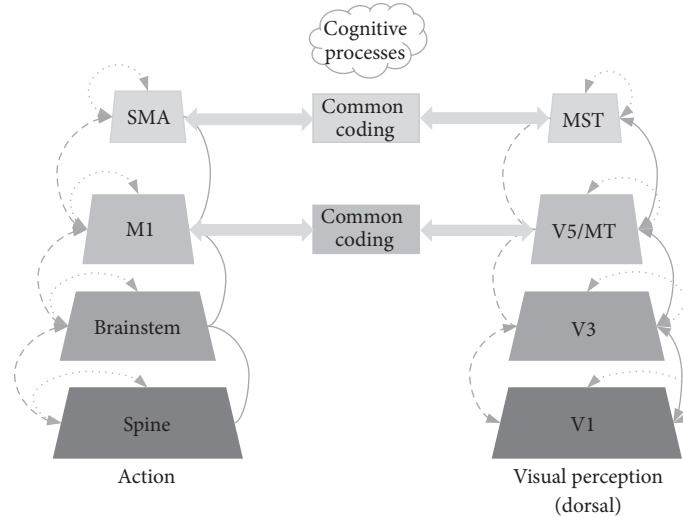 Cognitive
processes
SMA
Common
coding
MST
M1
Common
coding
V5/MT
Brainstem
V3
Spine
V1
Action
Visual perception
(dorsal)